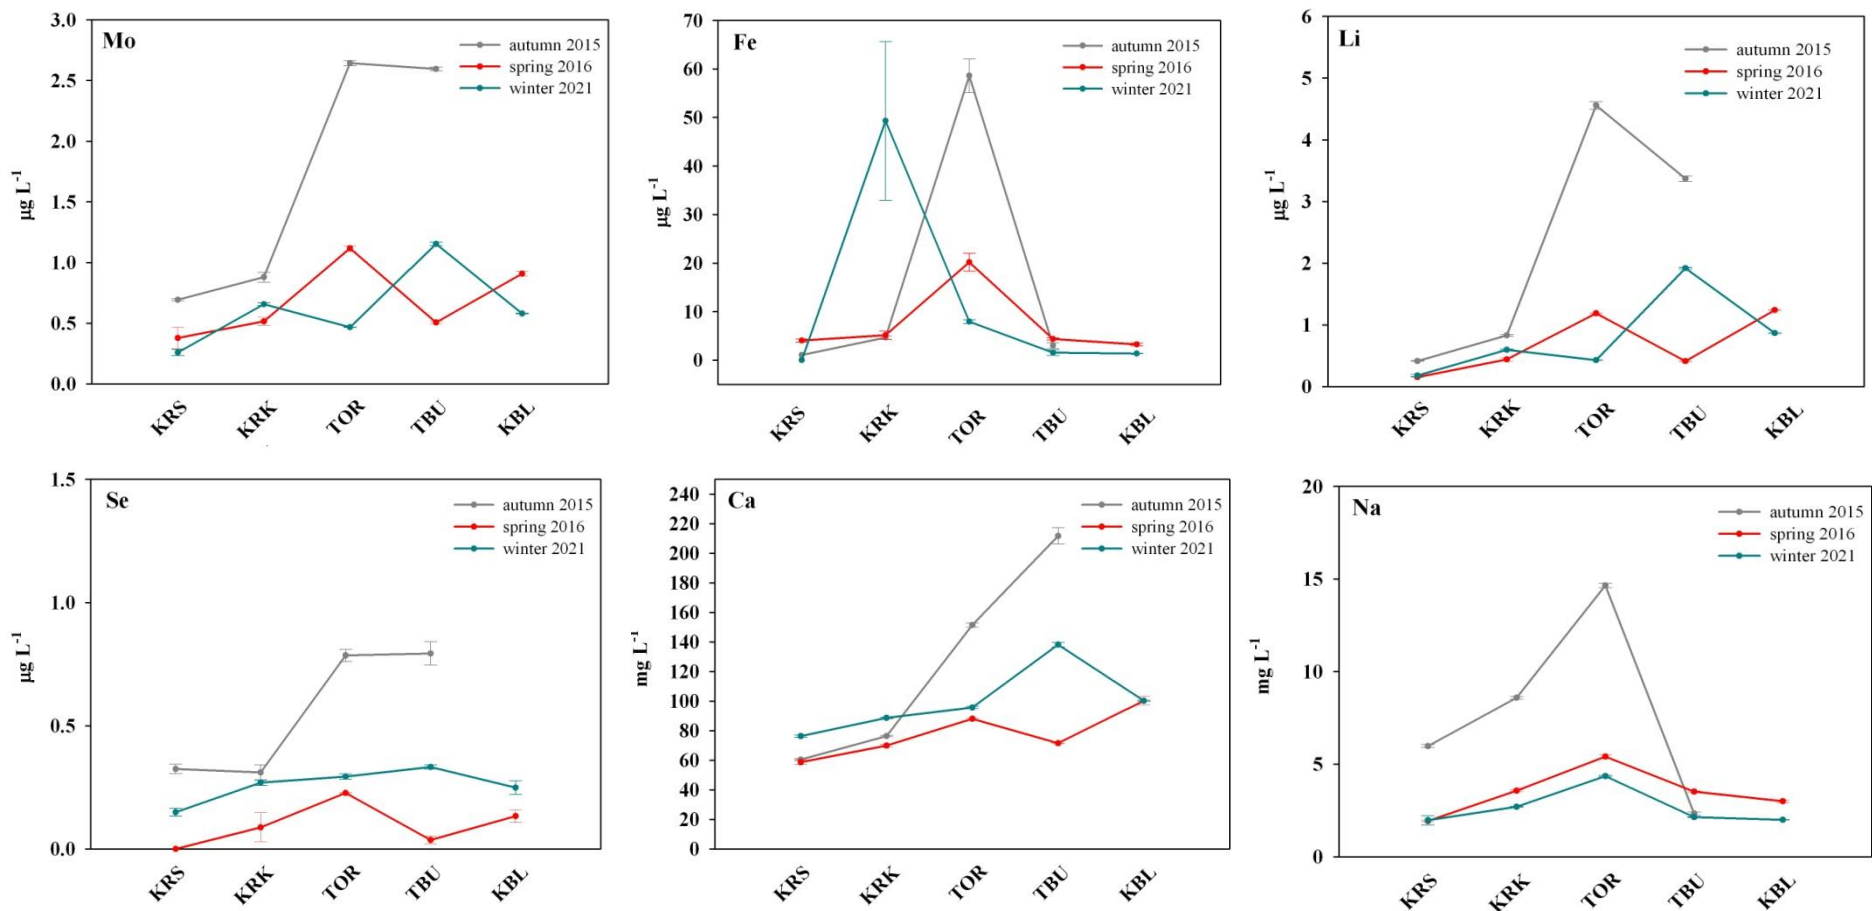 Mo
autumn 2015
spring 2016
winter 2021
3.0
2.5
2.0
1.5
1.0
0.5
0.0
µg L-1
KRS
KRK
TOR
TBU
KBL
Fe
autumn 2015
spring 2016
winter 2021
70
60
50
40
30
20
10
0
µg L-1
KRS
KRK
TOR
TBU
KBL
Li
autumn 2015
spring 2016
winter 2021
6
5
4
3
2
1
0
µg L-1
KRS
KRK
TOR
TBU
KBL
Se
autumn 2015
spring 2016
winter 2021
1.5
1.0
0.5
0.0
µg L-1
KRS
KRK
TOR
TBU
KBL
Ca
autumn 2015
spring 2016
winter 2021
240
220
200
180
160
140
120
100
80
60
40
20
0
mg L-1
KRS
KRK
TOR
TBU
KBL
Na
autumn 2015
spring 2016
winter 2021
20
15
10
5
0
mg L-1
KRS
KRK
TOR
TBU
KBL